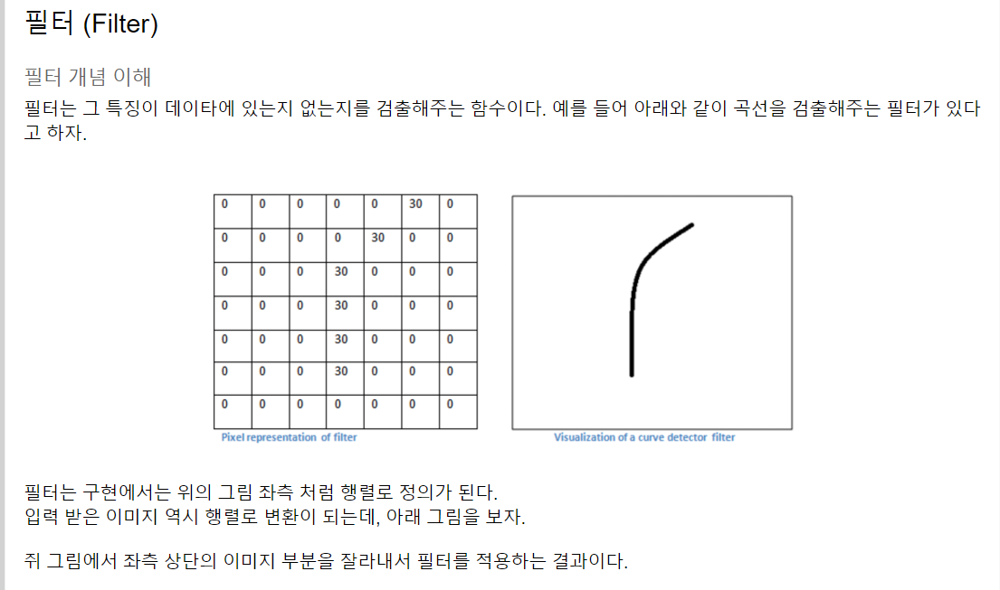 필터 (Filter)
필터 개념 이해
필터는 그 특징이 데이타에 있는지 없는지를 검출해주는 함수이다. 예를 들어 아래와 같이 곡선을 검출해주는 필터가 있다
고 하자.
0 0 0 0 0 30 0
0 0 0 0 30 0 0
0 0 0 30 0 0 0
0 0 0 30 0 0 0
0 0 0 30 0 0 0
0 0 0 30 0 0 0
0 0 0 0 0 0 0
Pixel representation of filter
Visualization of a curve detector filter
필터는 구현에서는 위의 그림 좌측 처럼 행렬로 정의가 된다.
입력 받은 이미지 역시 행렬로 변환이 되는데, 아래 그림을 보자.
쥐 그림에서 좌측 상단의 이미지 부분을 잘라내서 필터를 적용하는 결과이다.